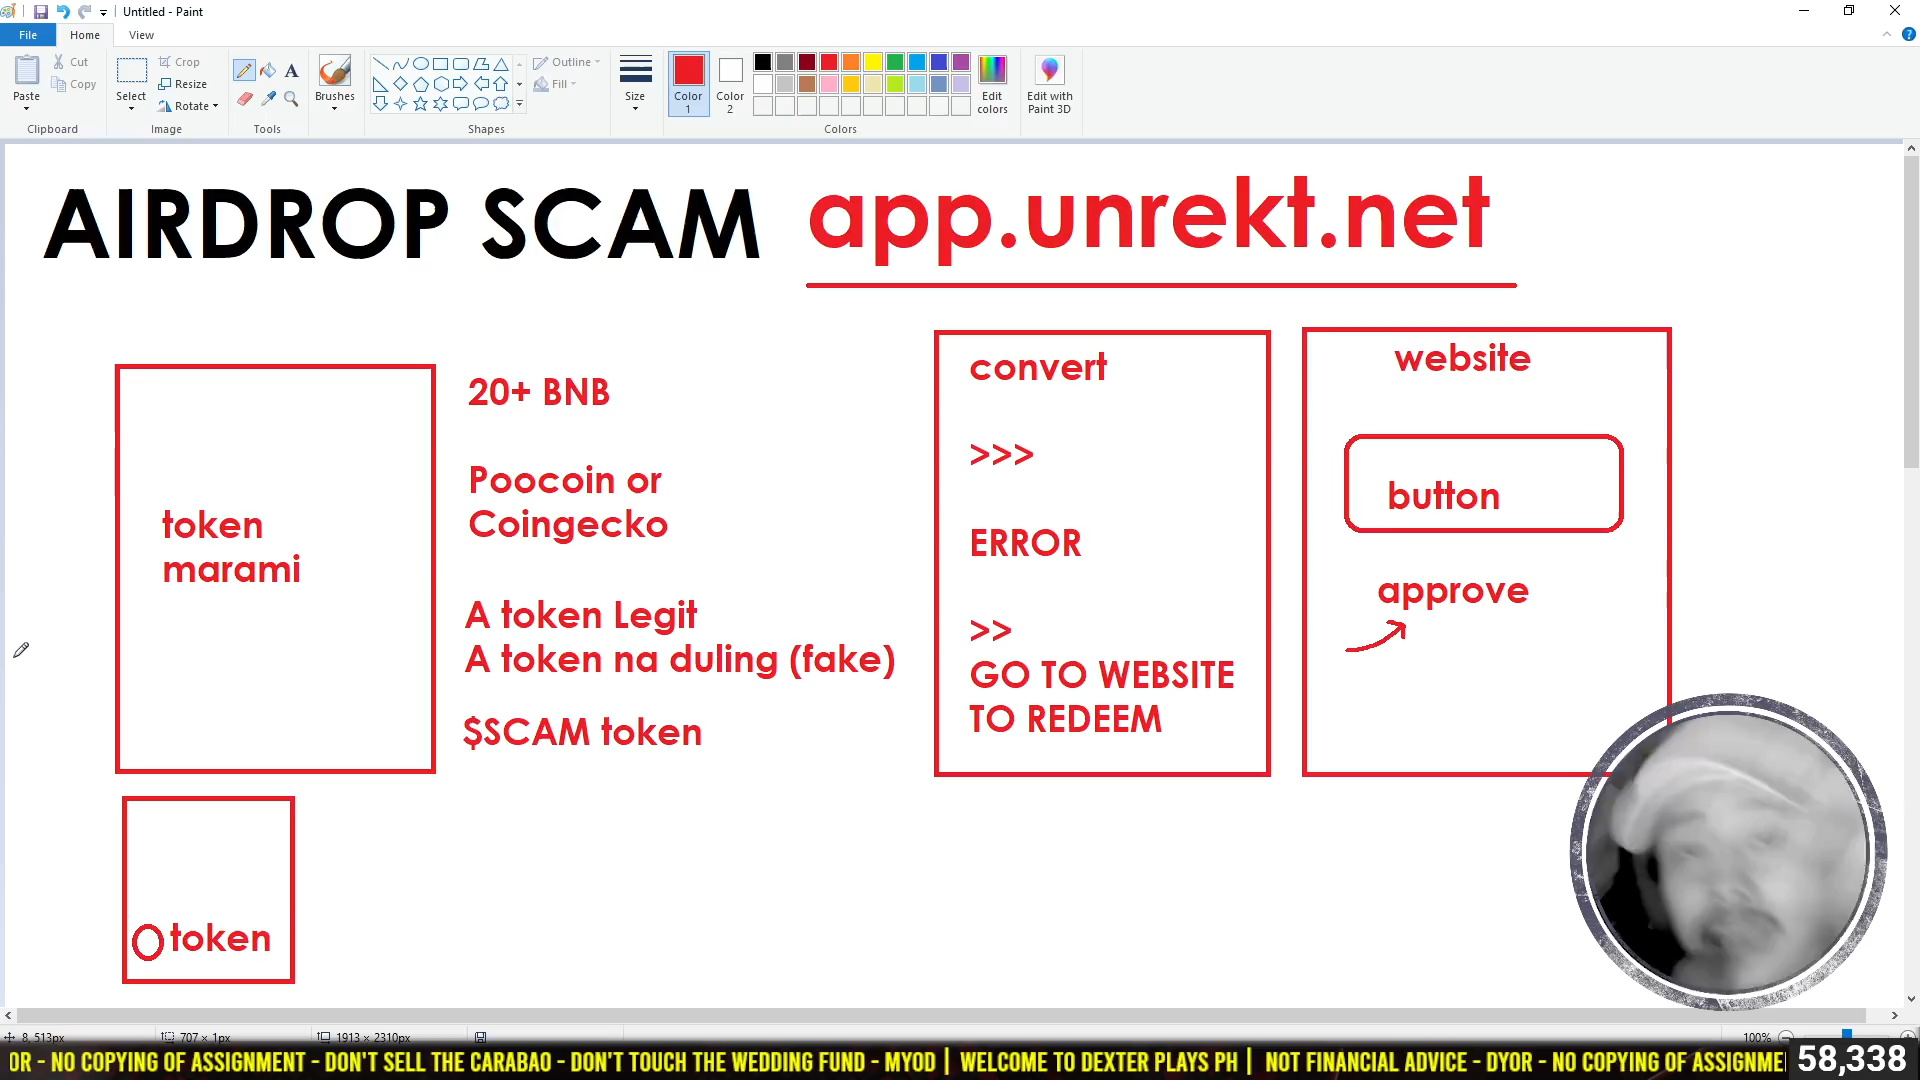 Untitled - Paint
File
Home
View
Paste
Cut
Copy
Clipboard
Select
Crop
Resize
Rotate
Image
Tools
Brushes
Shapes
Outline
Fill
Size
Color 1
Color 2
Colors
Edit colors
Edit with Paint 3D
AIRDROP SCAM
app.unrekt.net
token
marami
20+ BNB
Poocoin or
Coingecko
A token Legit
A token na duling (fake)
$SCAM token
convert
>>>
ERROR
>>
GO TO WEBSITE
TO REDEEM
website
button
approve
token
8, 513px
707 × 1px
1913 × 2310px
100%
OR - NO COPYING OF ASSIGNMENT - DON'T SELL THE CARABAO - DON'T TOUCH THE WEDDING FUND - MYOD | WELCOME TO DEXTER PLAYS PH | NOT FINANCIAL ADVICE - DYOR - NO COPYING OF ASSIGNME
58,338